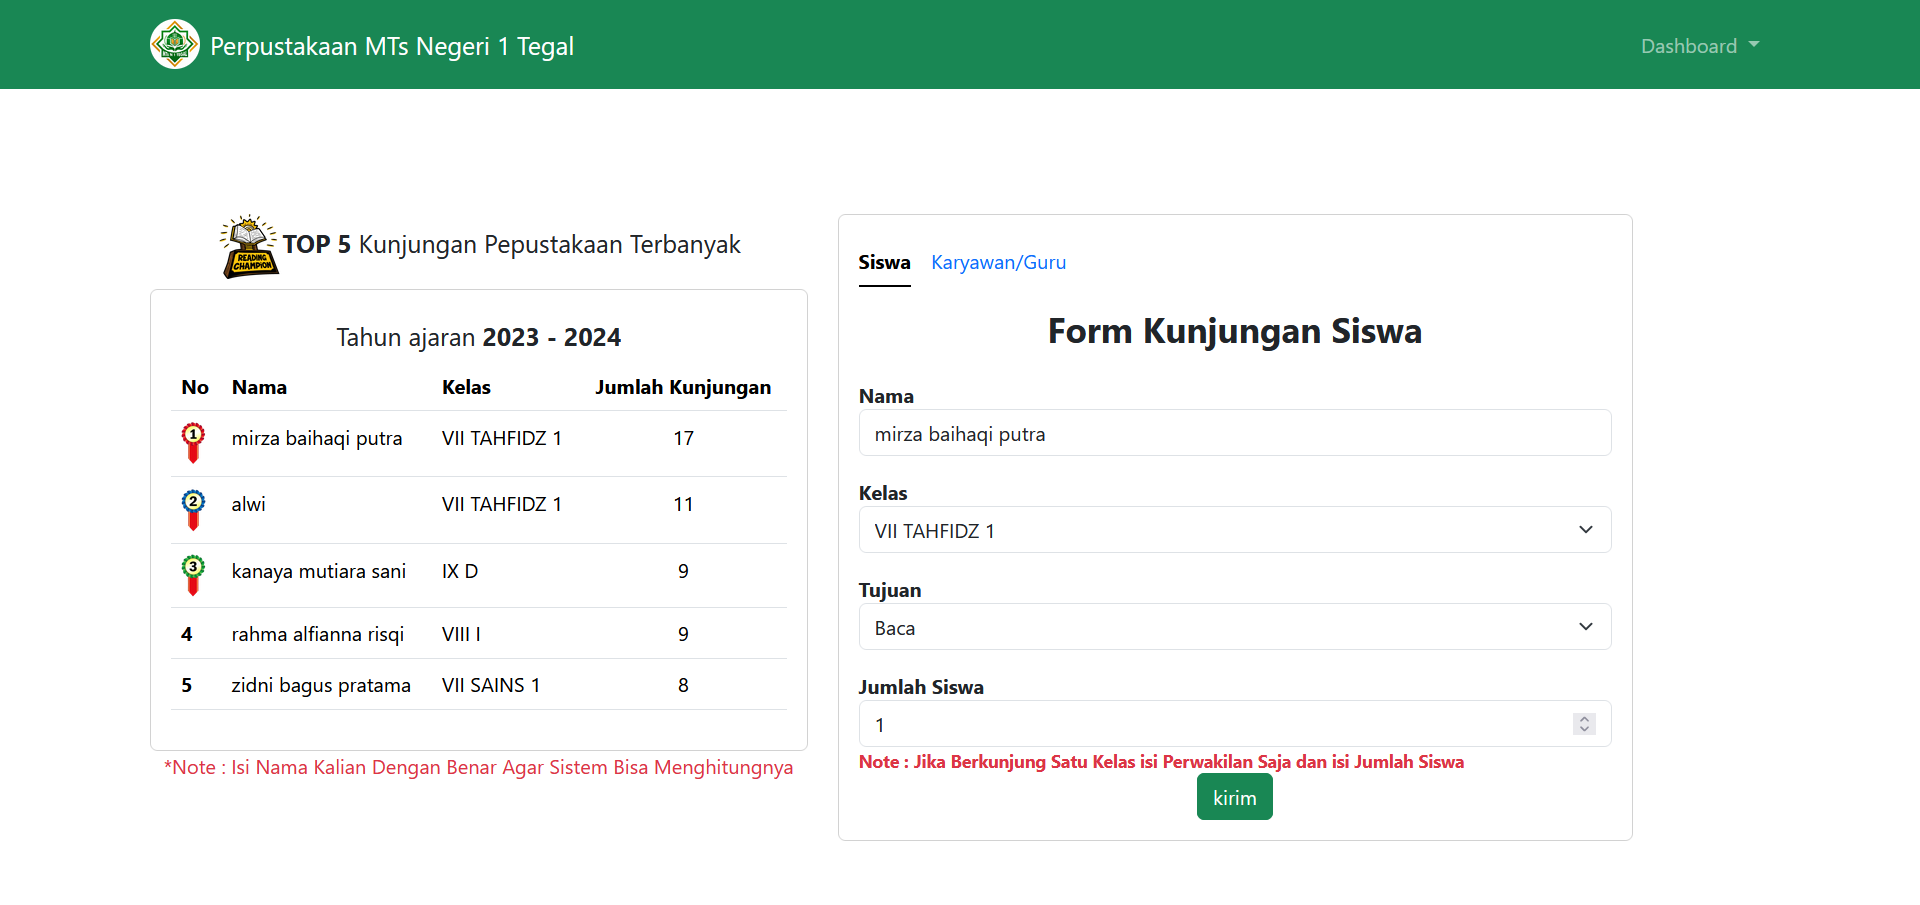 Perpustakaan MTs Negeri 1 Tegal
Dashboard
READING
CHAMPION
TOP 5 Kunjungan Pepustakaan Terbanyak
Tahun ajaran 2023 - 2024
No Nama Kelas Jumlah Kunjungan
1 mirza baihaqi putra VII TAHFIDZ 1 17
2 alwi VII TAHFIDZ 1 11
3 kanaya mutiara sani IX D 9
4 rahma alfianna risqi VIII I 9
5 zidni bagus pratama VII SAINS 1 8
*Note : Isi Nama Kalian Dengan Benar Agar Sistem Bisa Menghitungnya
Siswa Karyawan/Guru
Form Kunjungan Siswa
Nama
mirza baihaqi putra
Kelas
VII TAHFIDZ 1
Tujuan
Baca
Jumlah Siswa
1
Note : Jika Berkunjung Satu Kelas isi Perwakilan Saja dan isi Jumlah Siswa
kirim